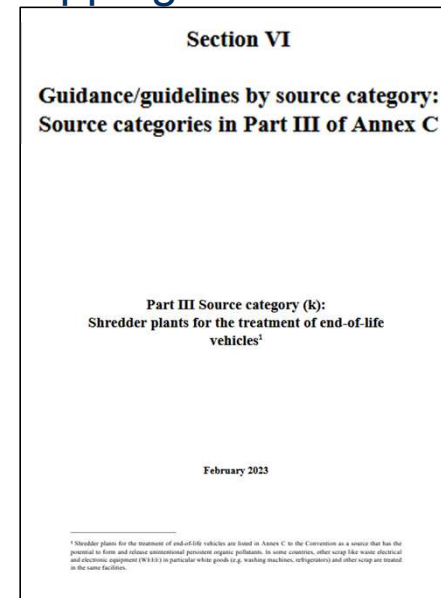 Section VI
Guidance/guidelines by source category:
Source categories in Part III of Annex C
Part III Source category (k):
Shredder plants for the treatment of end-of-life
vehicles¹
February 2023
¹ Shredder plants for the treatment of end-of-life vehicles are listed in Annex C to the Convention as a source that has the
potential to form and release unintentional persistent organic pollutants. In some countries, other scrap like waste electrical
and electronic equipment (WEEE) in particular white goods (e.g. washing machines, refrigerators) and other scrap are treated
in the same facilities.